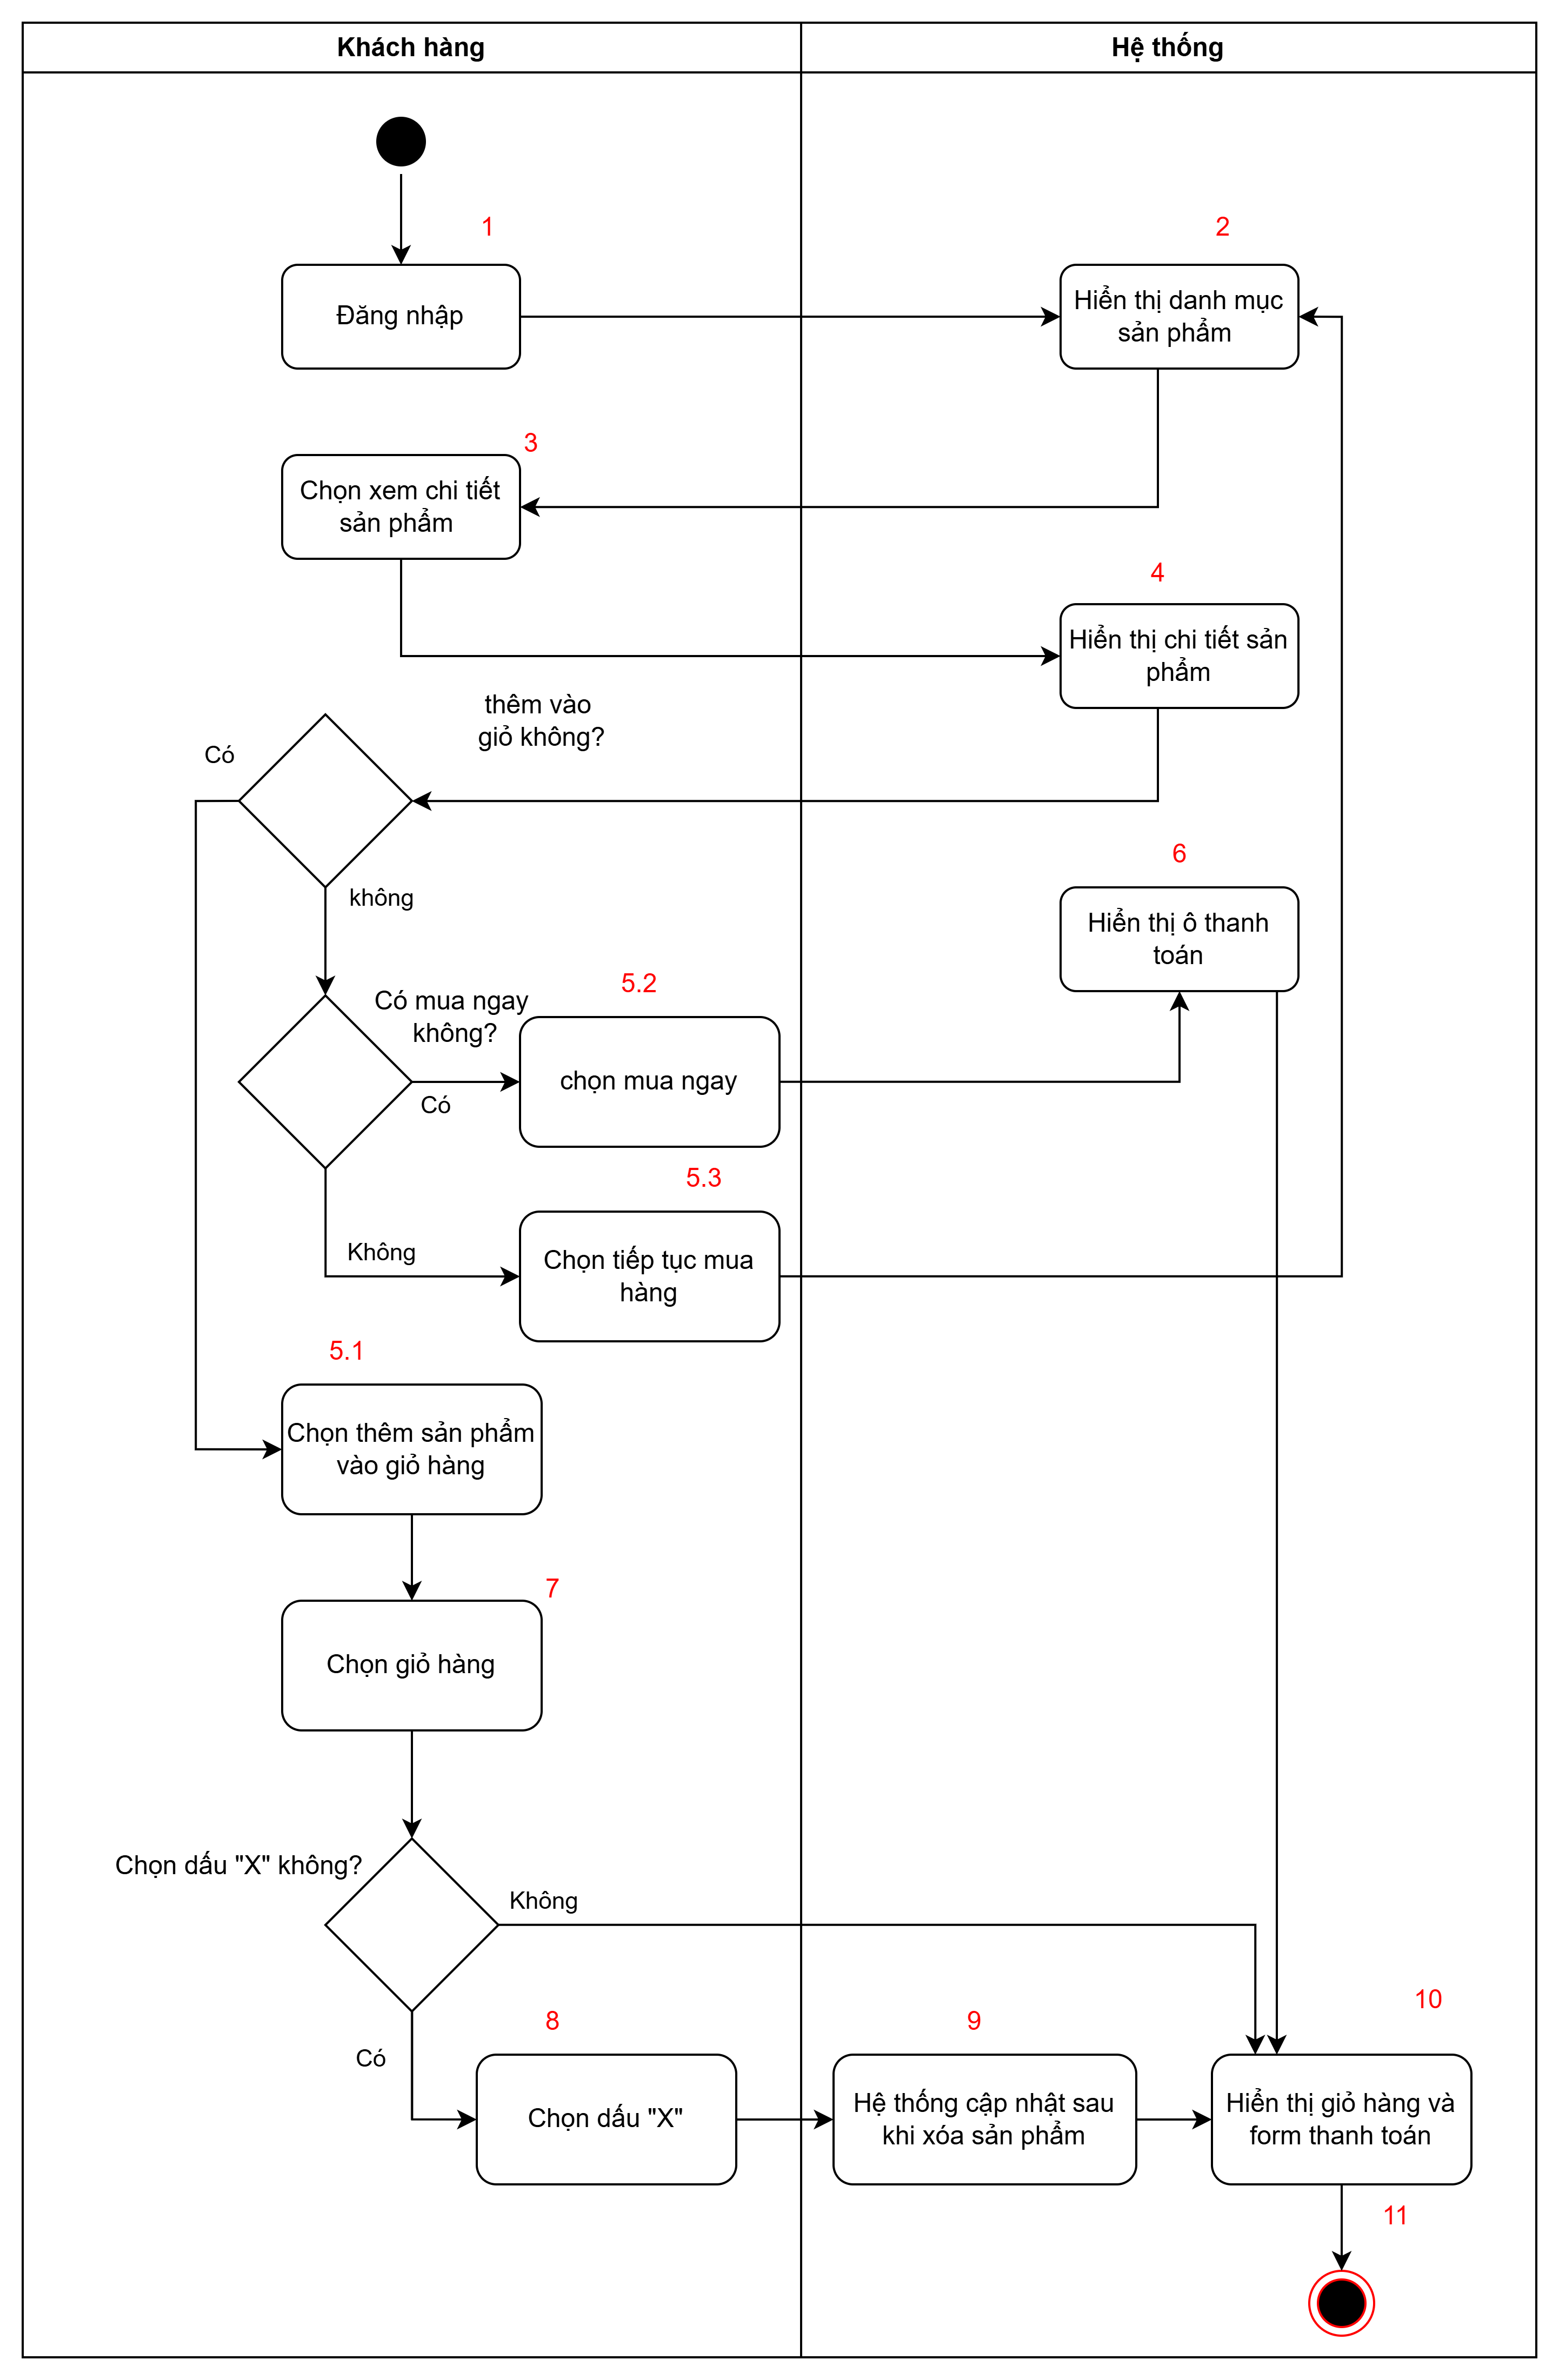 Khách hàng
Hệ thống
1
2
Đăng nhập
Hiển thị danh mục
sản phẩm
3
Chọn xem chi tiết
sản phẩm
4
Hiển thị chi tiết sản
phẩm
thêm vào
giỏ không?
Có
không
6
Hiển thị ô thanh
toán
5.2
Có mua ngay
không?
chọn mua ngay
Có
5.3
Không
Chọn tiếp tục mua
hàng
5.1
Chọn thêm sản phẩm
vào giỏ hàng
7
Chọn giỏ hàng
Chọn dấu "X" không?
Không
10
8
9
Có
Chọn dấu "X"
Hệ thống cập nhật sau
khi xóa sản phẩm
Hiển thị giỏ hàng và
form thanh toán
11